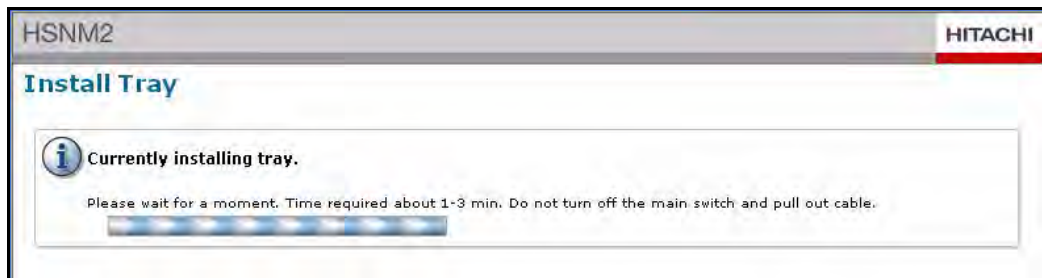 HSNM2
HITACHI
Install Tray
Currently installing tray.
Please wait for a moment. Time required about 1-3 min. Do not turn off the main switch and pull out cable.